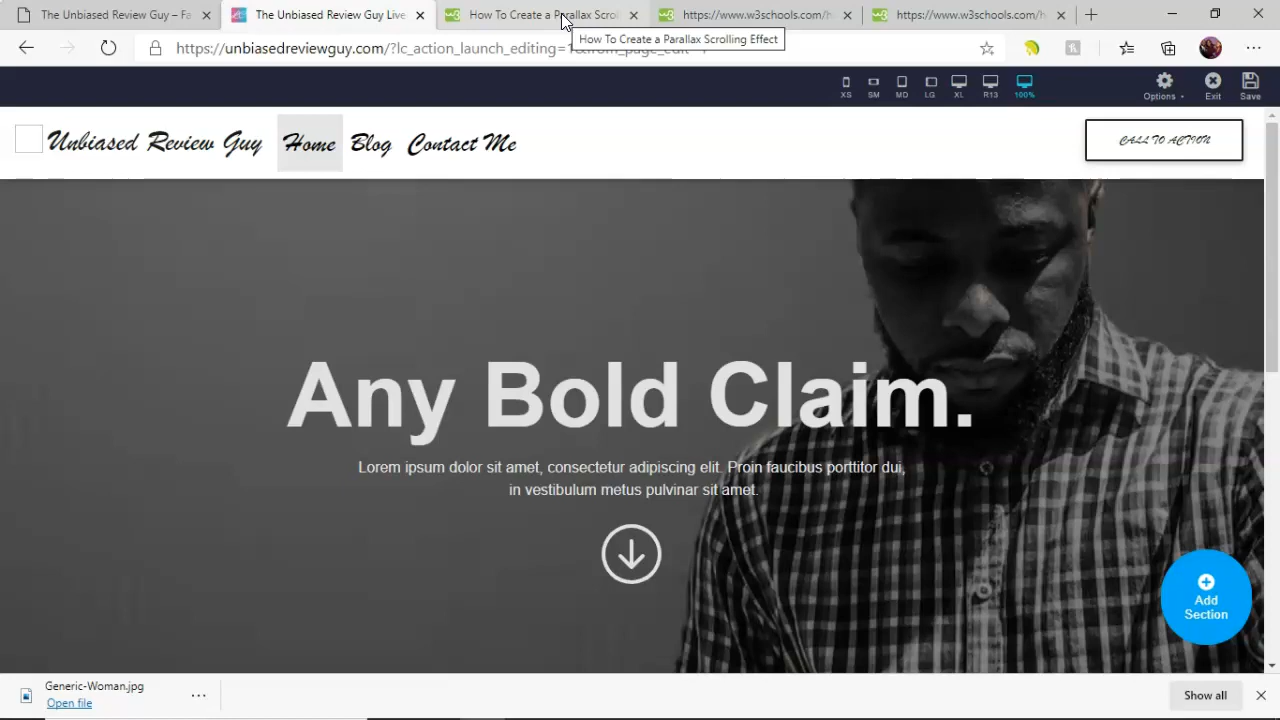 The Unbiased Review Guy – Fa
The Unbiased Review Guy Live
How To Create a Parallax Scrol
https://www.w3schools.com/h
https://www.w3schools.com/h
How To Create a Parallax Scrolling Effect
https://unbiasedreviewguy.com/?lc_action_launch_editing=1&from_page_edit=1
XS
SM
MD
LG
XL
R13
100%
Options
Exit
Save
Unbiased Review Guy
Home
Blog
Contact Me
CALL TO ACTION
Any Bold Claim.
Lorem ipsum dolor sit amet, consectetur adipiscing elit. Proin faucibus porttitor dui,
in vestibulum metus pulvinar sit amet.
Add
Section
Generic-Woman.jpg
Open file
Show all